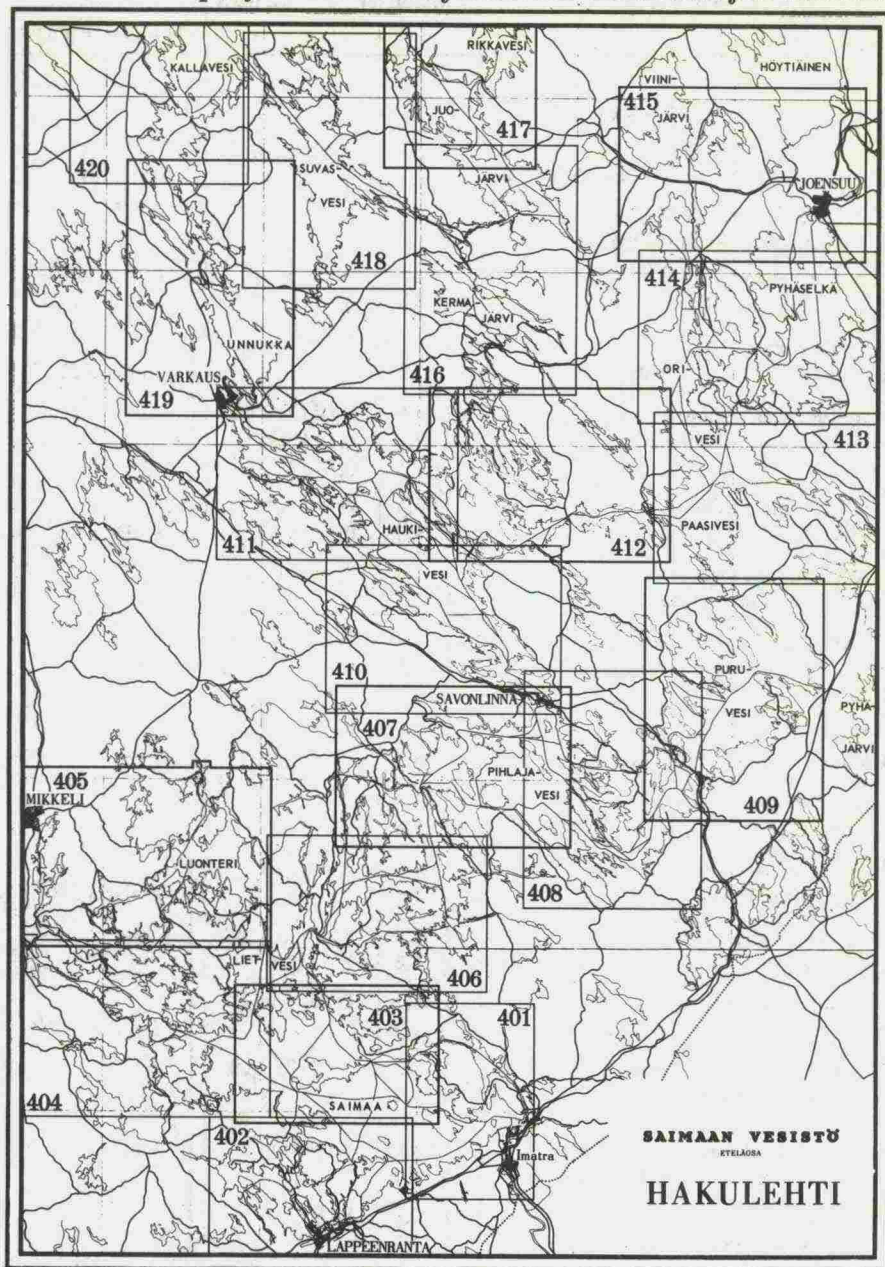 KALLAVESI
RIKKAVESI
HÖYTIÄINEN
VIINI-
JÄRVI
415
JUO-
JÄRVI
417
420
SUVAS-
VESI
418
JOENSUU
414
PYHÄSELKÄ
KERMA
JÄRVI
UNNUKKA
VARKAUS
419
416
ORI-
VESI
413
HAUKI-
VESI
411
412
PAASIVESI
410
SAVONLINNA
PURU-
VESI
PYHÄ-
JÄRVI
407
PIHLAJA-
VESI
405
MIKKELI
LUONTERI
409
408
LIET-
VESI
406
403
401
SAIMAA
404
402
Imatra
LAPPEENRANTA
SAIMAAN VESISTÖ
ETELÄOSA
HAKULEHTI